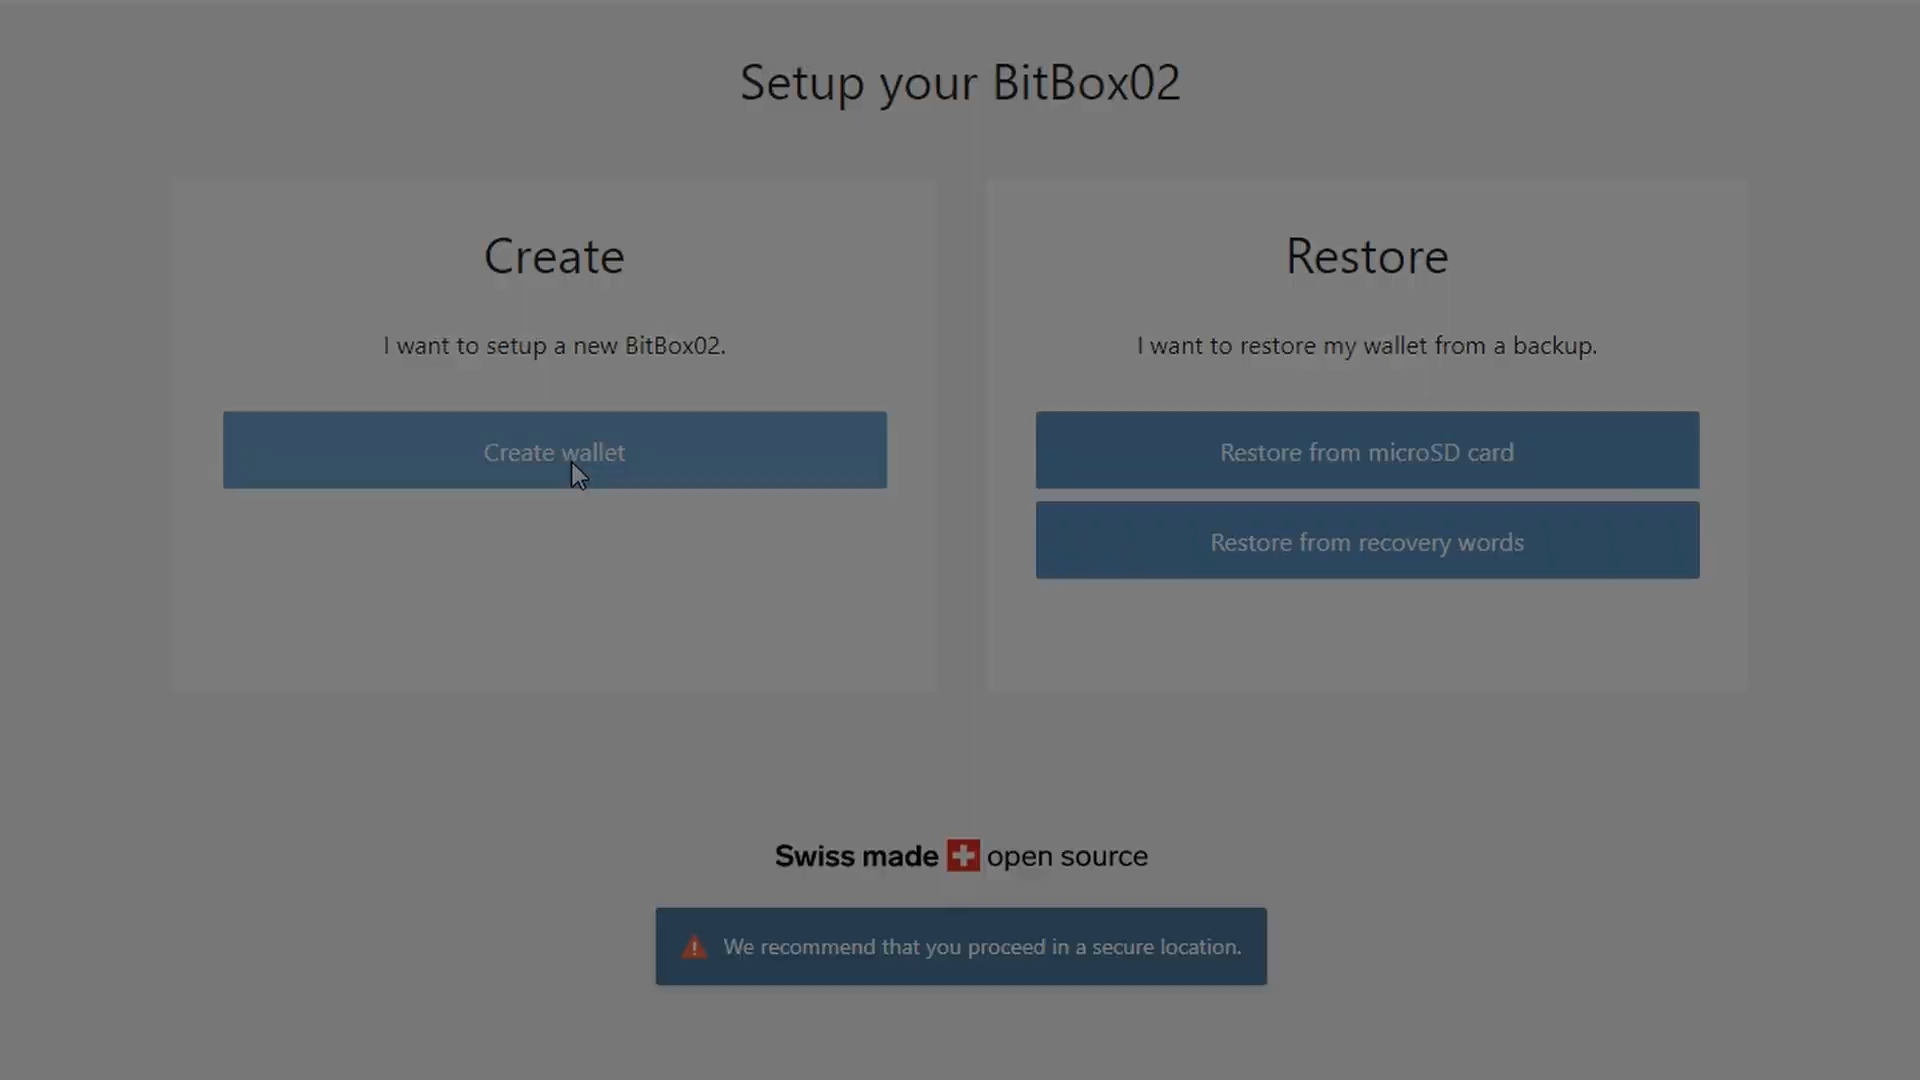 Setup your BitBox02
Create
I want to setup a new BitBox02.
Create wallet
Restore
I want to restore my wallet from a backup.
Restore from microSD card
Restore from recovery words
Swiss made open source
We recommend that you proceed in a secure location.